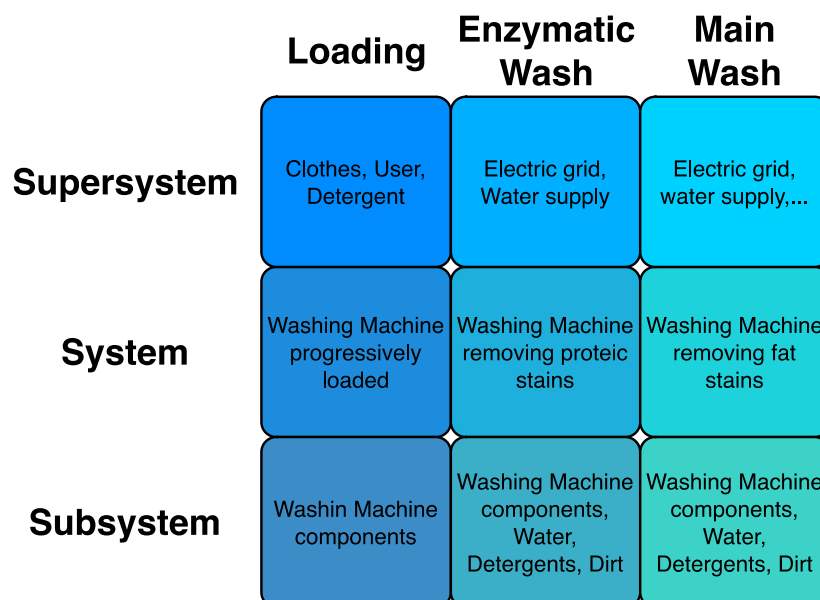 Loading
Enzymatic
Wash
Main
Wash
Supersystem
Clothes, User,
Detergent
Electric grid,
Water supply
Electric grid,
water supply,...
System
Washing Machine
progressively
loaded
Washing Machine
removing proteic
stains
Washing Machine
removing fat
stains
Subsystem
Washin Machine
components
Washing Machine
components,
Water,
Detergents, Dirt
Washing Machine
components,
Water,
Detergents, Dirt